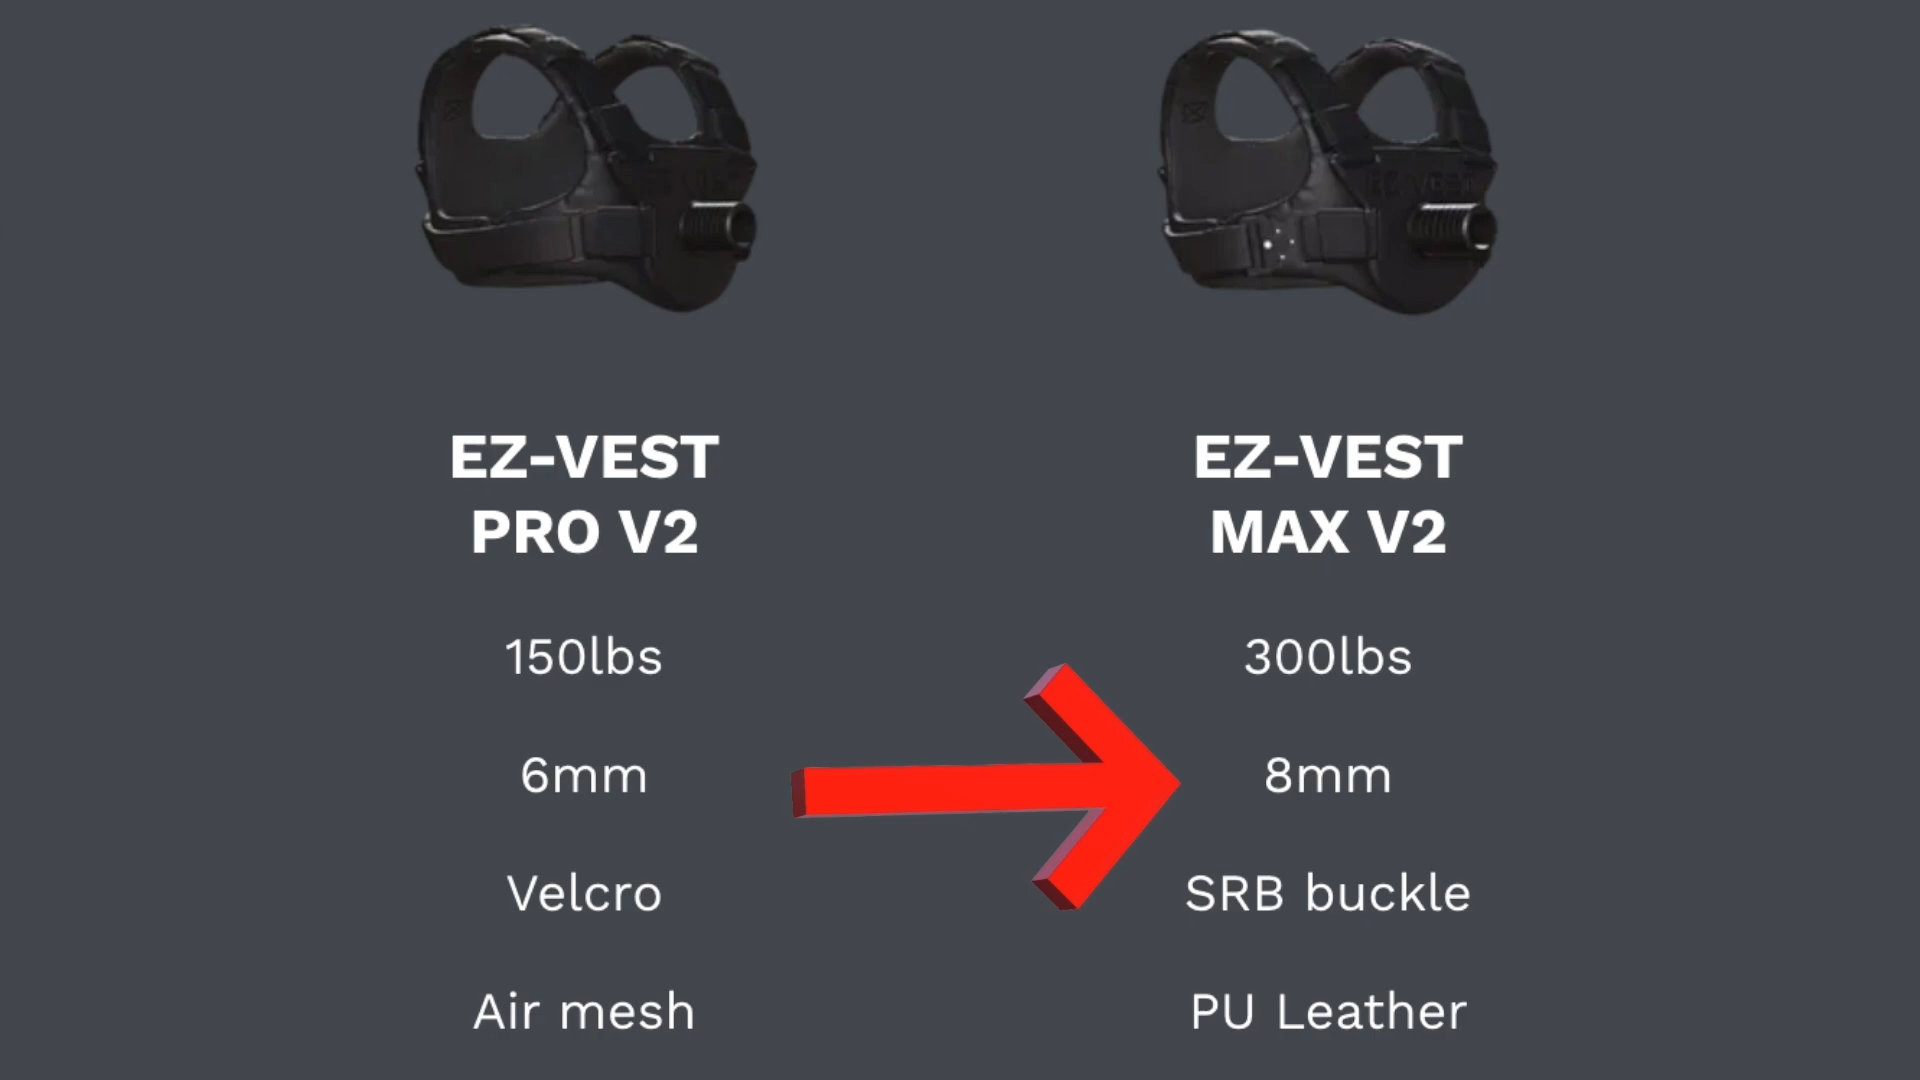 EZ-VEST
PRO V2
150lbs
6mm
Velcro
Air mesh
EZ-VEST
MAX V2
300lbs
8mm
SRB buckle
PU Leather